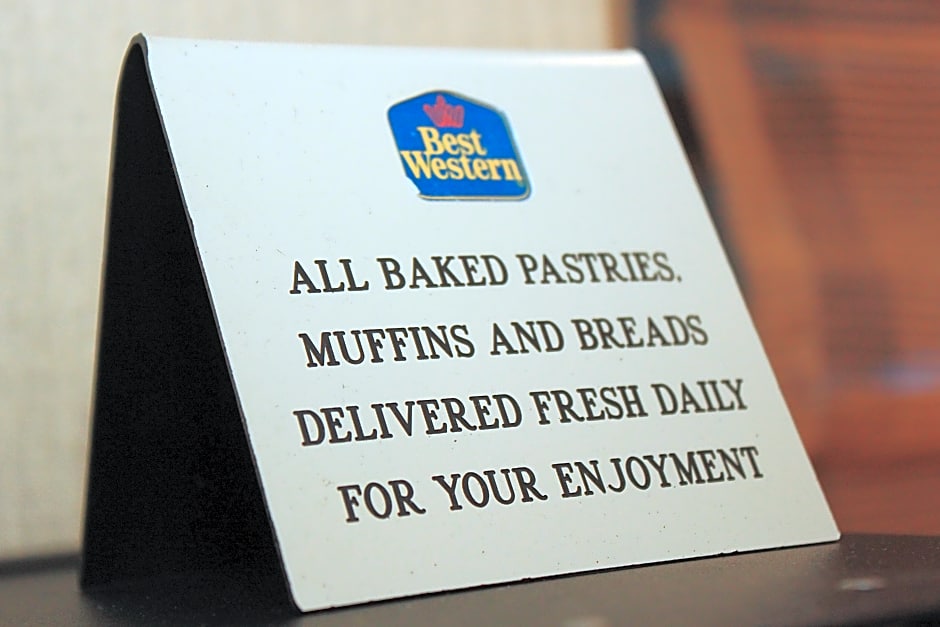 Best
Western
ALL BAKED PASTRIES,
MUFFINS AND BREADS
DELIVERED FRESH DAILY
FOR YOUR ENJOYMENT